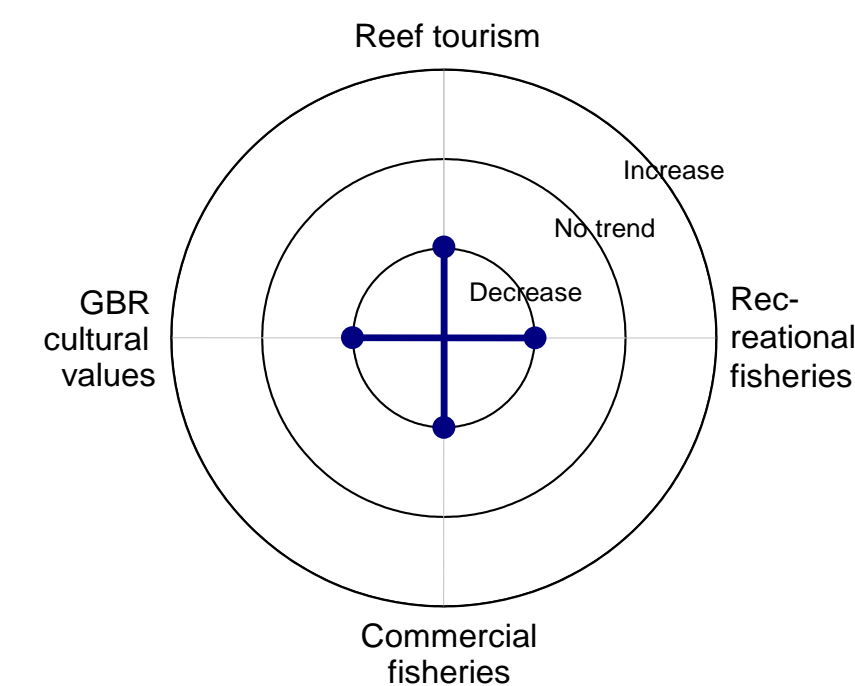 Reef tourism
Increase
No trend
Decrease
GBR
cultural
values
Rec-
reational
fisheries
Commercial
fisheries